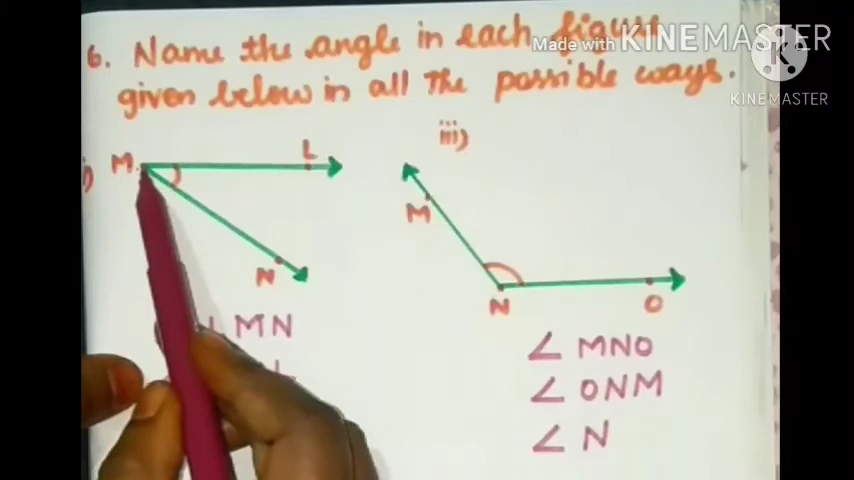 6. Name the angle in each figure
given below in all the possible ways.
Made with KINEMASTER
K
KINEMASTER
i)
M
L
N
LMN
L
iii)
M
N
O
∠ MNO
∠ ONM
∠ N